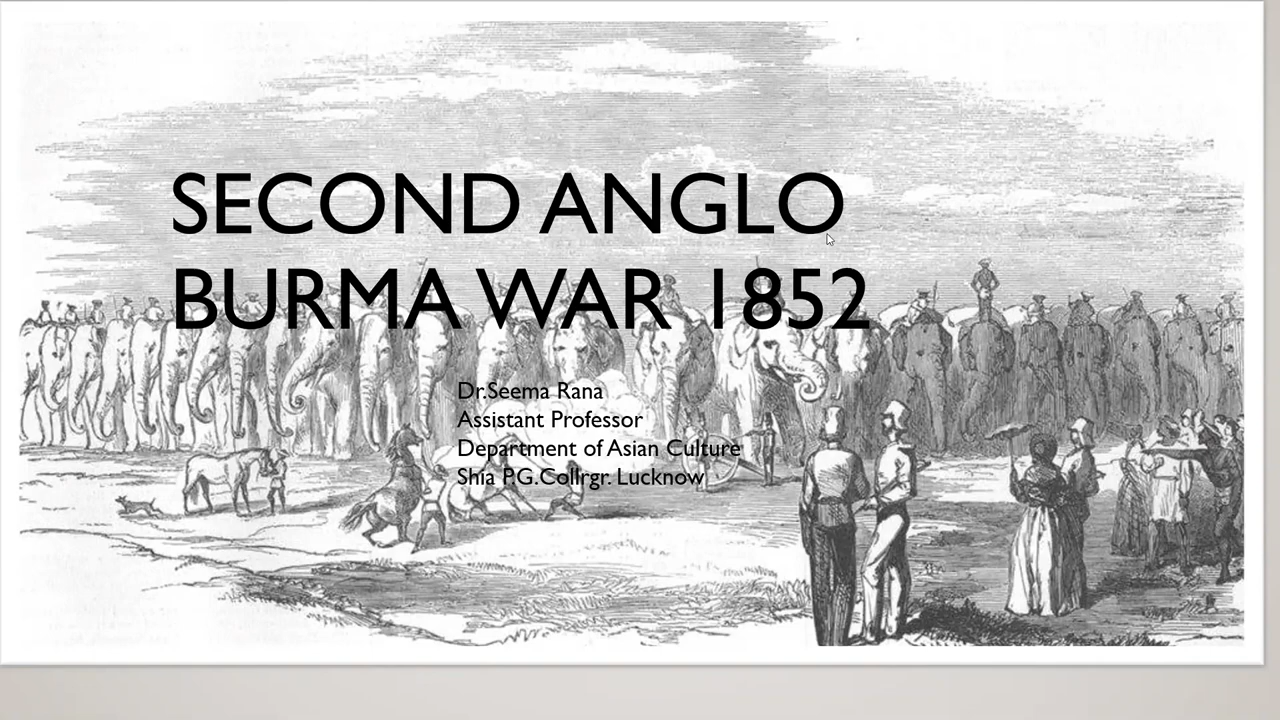 SECOND ANGLO
BURMA WAR 1852
Dr.Seema Rana
Assistant Professor
Department of Asian Culture
Shia P.G.Collrgr. Lucknow